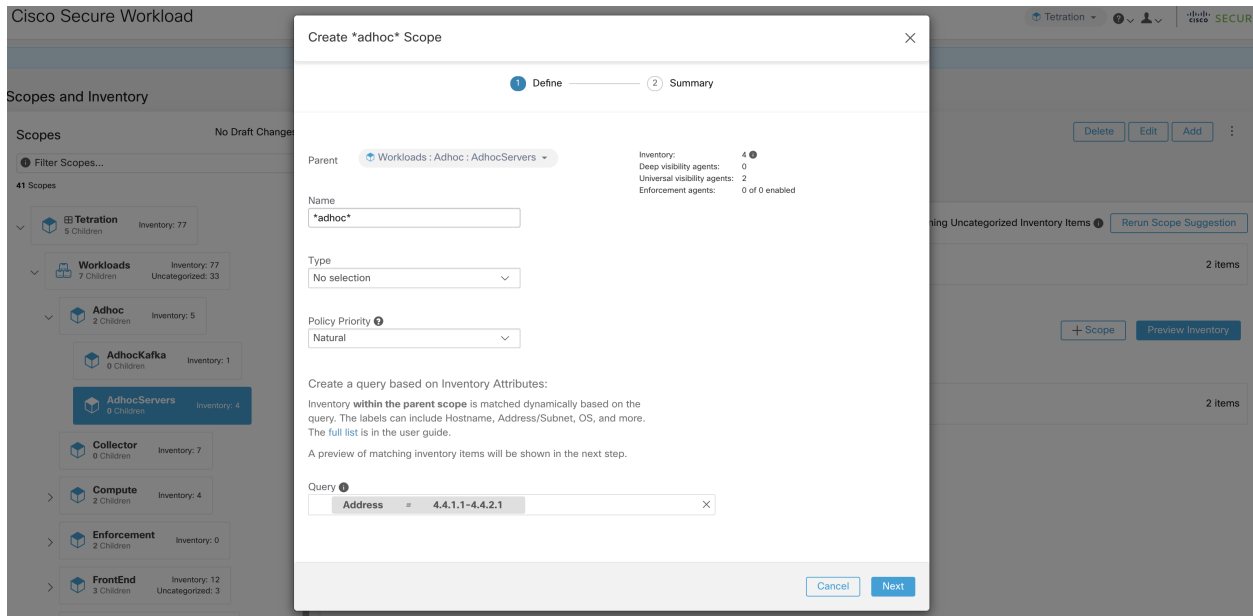 Cisco Secure Workload
Tetration
CISCO SECUR
Scopes and Inventory
Scopes
No Draft Changes
Filter Scopes...
41 Scopes
Tetration
5 Children
Inventory: 77
Workloads
7 Children
Inventory: 77
Uncategorized: 33
Adhoc
2 Children
Inventory: 5
AdhocKafka
0 Children
Inventory: 1
AdhocServers
0 Children
Inventory: 4
Collector
0 Children
Inventory: 7
Compute
2 Children
Inventory: 4
Enforcement
2 Children
Inventory: 0
FrontEnd
3 Children
Inventory: 12
Uncategorized: 3
Create *adhoc* Scope
1 Define
2 Summary
Parent
Workloads : Adhoc : AdhocServers
Inventory: 4
Deep visibility agents: 0
Universal visibility agents: 2
Enforcement agents: 0 of 0 enabled
Name
*adhoc*
Type
No selection
Policy Priority
Natural
Create a query based on Inventory Attributes:
Inventory within the parent scope is matched dynamically based on the
query. The labels can include Hostname, Address/Subnet, OS, and more.
The full list is in the user guide.
A preview of matching inventory items will be shown in the next step.
Query
Address = 4.4.1.1-4.4.2.1
Cancel
Next
Delete
Edit
Add
ning Uncategorized Inventory Items
Rerun Scope Suggestion
2 items
+ Scope
Preview Inventory
2 items